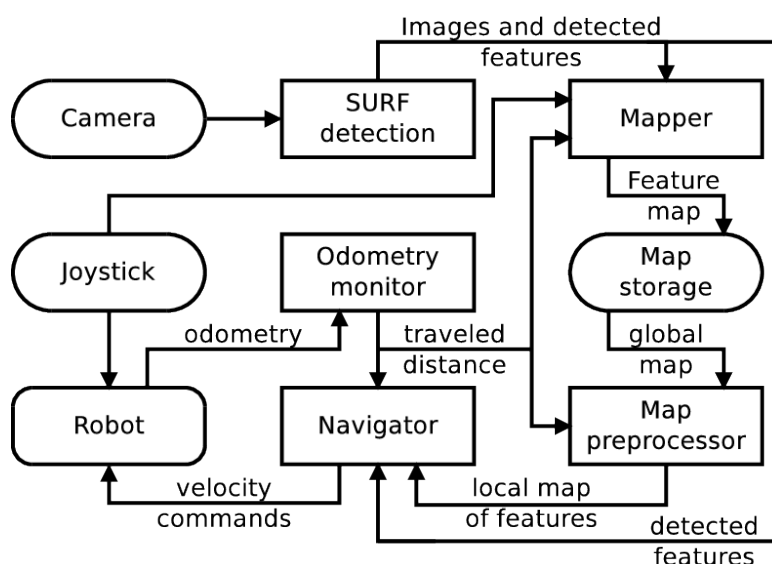 Images and detected
features
Camera
SURF
detection
Mapper
Feature
map
Joystick
Odometry
monitor
Map
storage
odometry
traveled
distance
global
map
Robot
Navigator
Map
preprocessor
velocity
commands
local map
of features
detected
features